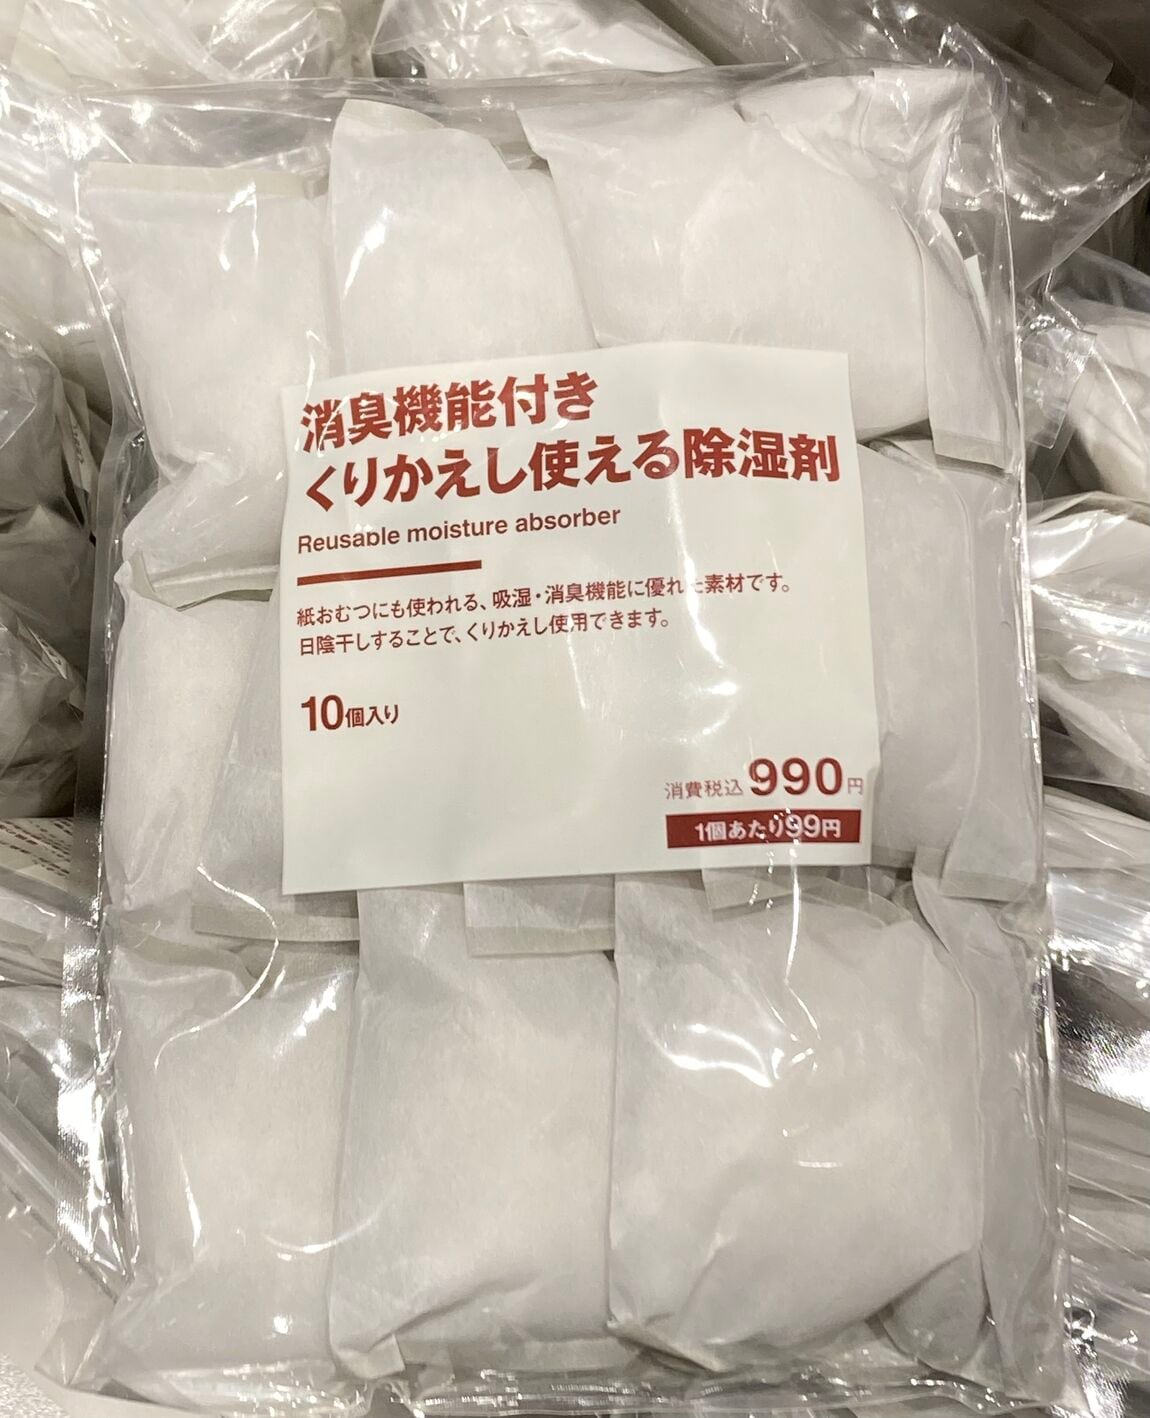 消臭機能付き
くりかえし使える除湿剤
Reusable moisture absorber
紙おむつにも使われる、吸湿・消臭機能に優れた素材です。
日陰干しすることで、くりかえし使用できます。
10個入り
消費税込990円
1個あたり99円